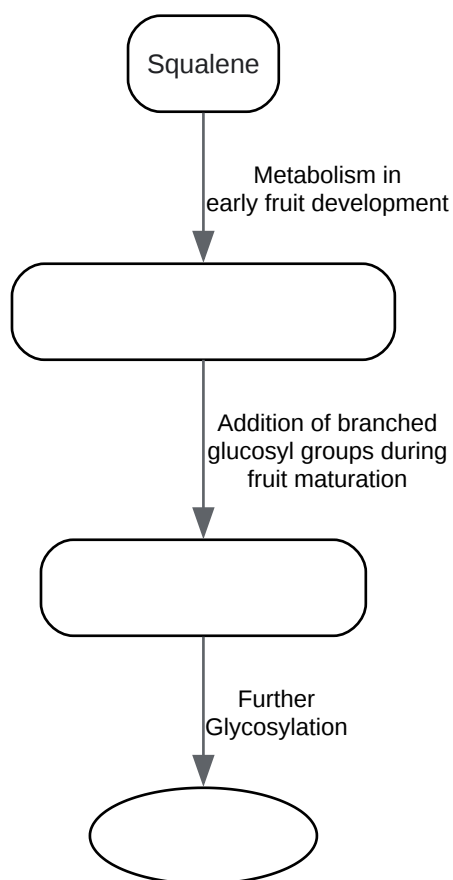 Squalene
Metabolism in
early fruit development
Addition of branched
glucosyl groups during
fruit maturation
Further
Glycosylation